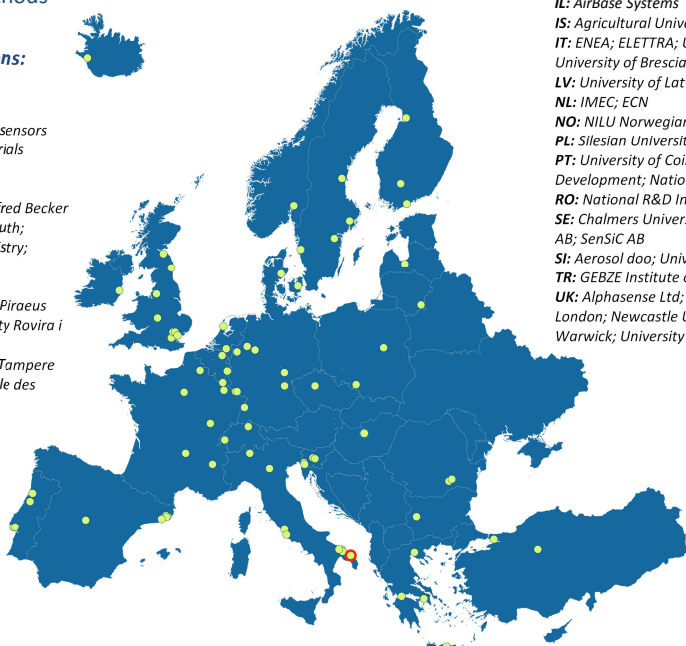 ns:
sensors
rials
fred Becker
uth;
istry;
Piraeus
ty Rovira i
Tampere
le des
IL: AirBase Systems
IS: Agricultural Unive
IT: ENEA; ELETTRA; U
University of Brescia
LV: University of Lat
NL: IMEC; ECN
NO: NILU Norwegian
PL: Silesian Universit
PT: University of Coi
Development; Natio
RO: National R&D In
SE: Chalmers Univers
AB; SenSiC AB
SI: Aerosol doo; Univ
TR: GEBZE Institute o
UK: Alphasense Ltd;
London; Newcastle U
Warwick; University